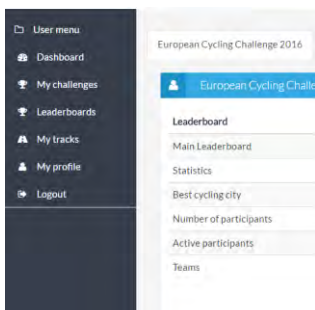 User menu
Dashboard
My challenges
Leaderboards
My tracks
My profile
Logout
European Cycling Challenge 2016
European Cycling Challe
Leaderboard
Main Leaderboard
Statistics
Best cycling city
Number of participants
Active participants
Teams